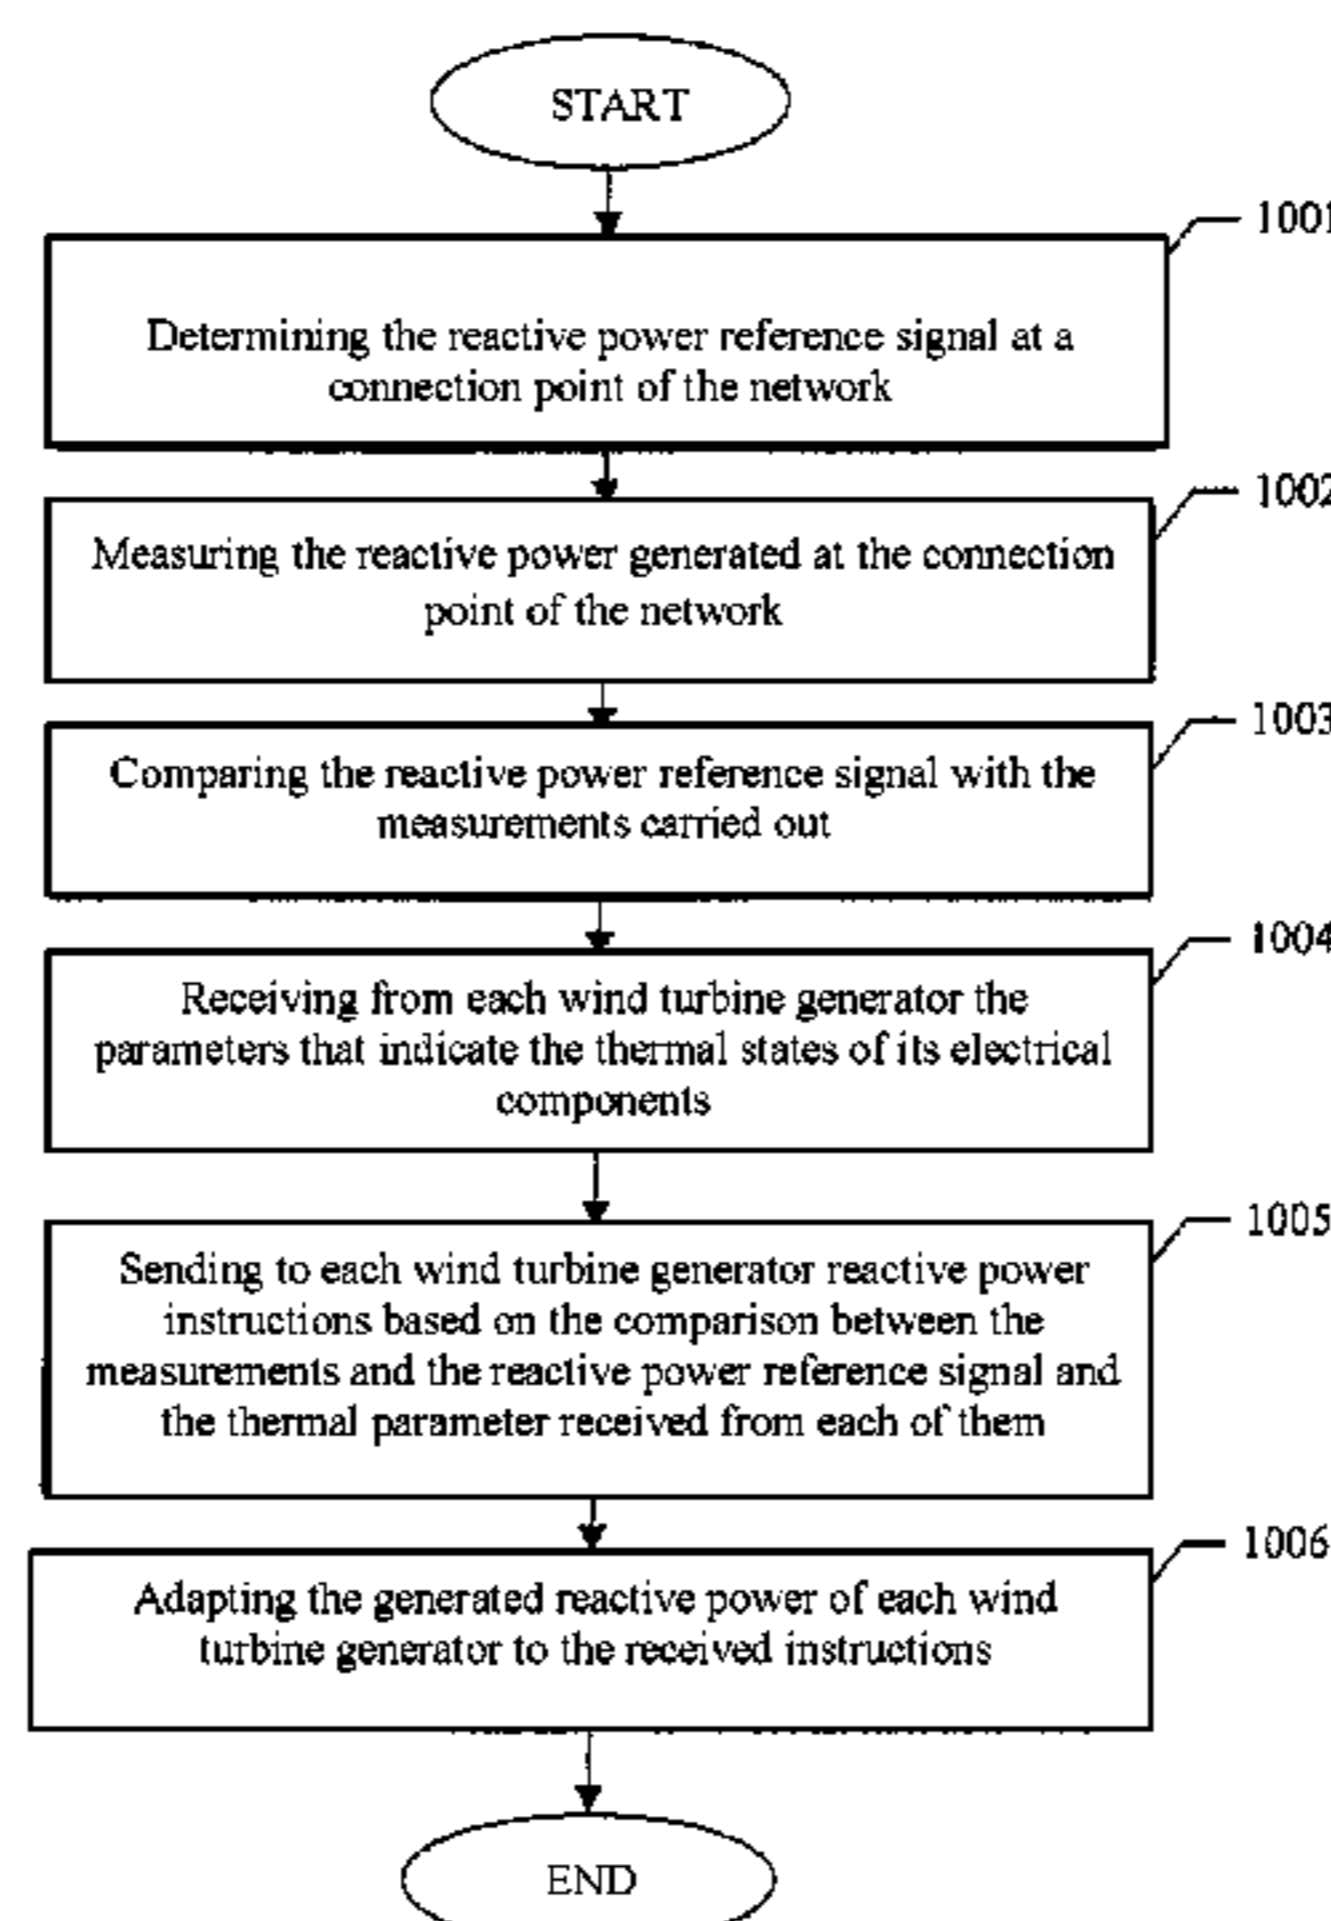 START
1001
Determining the reactive power reference signal at a
connection point of the network
1002
Measuring the reactive power generated at the connection
point of the network
1003
Comparing the reactive power reference signal with the
measurements carried out
1004
Receiving from each wind turbine generator the
parameters that indicate the thermal states of its electrical
components
1005
Sending to each wind turbine generator reactive power
instructions based on the comparison between the
measurements and the reactive power reference signal and
the thermal parameter received from each of them
1006
Adapting the generated reactive power of each wind
turbine generator to the received instructions
END